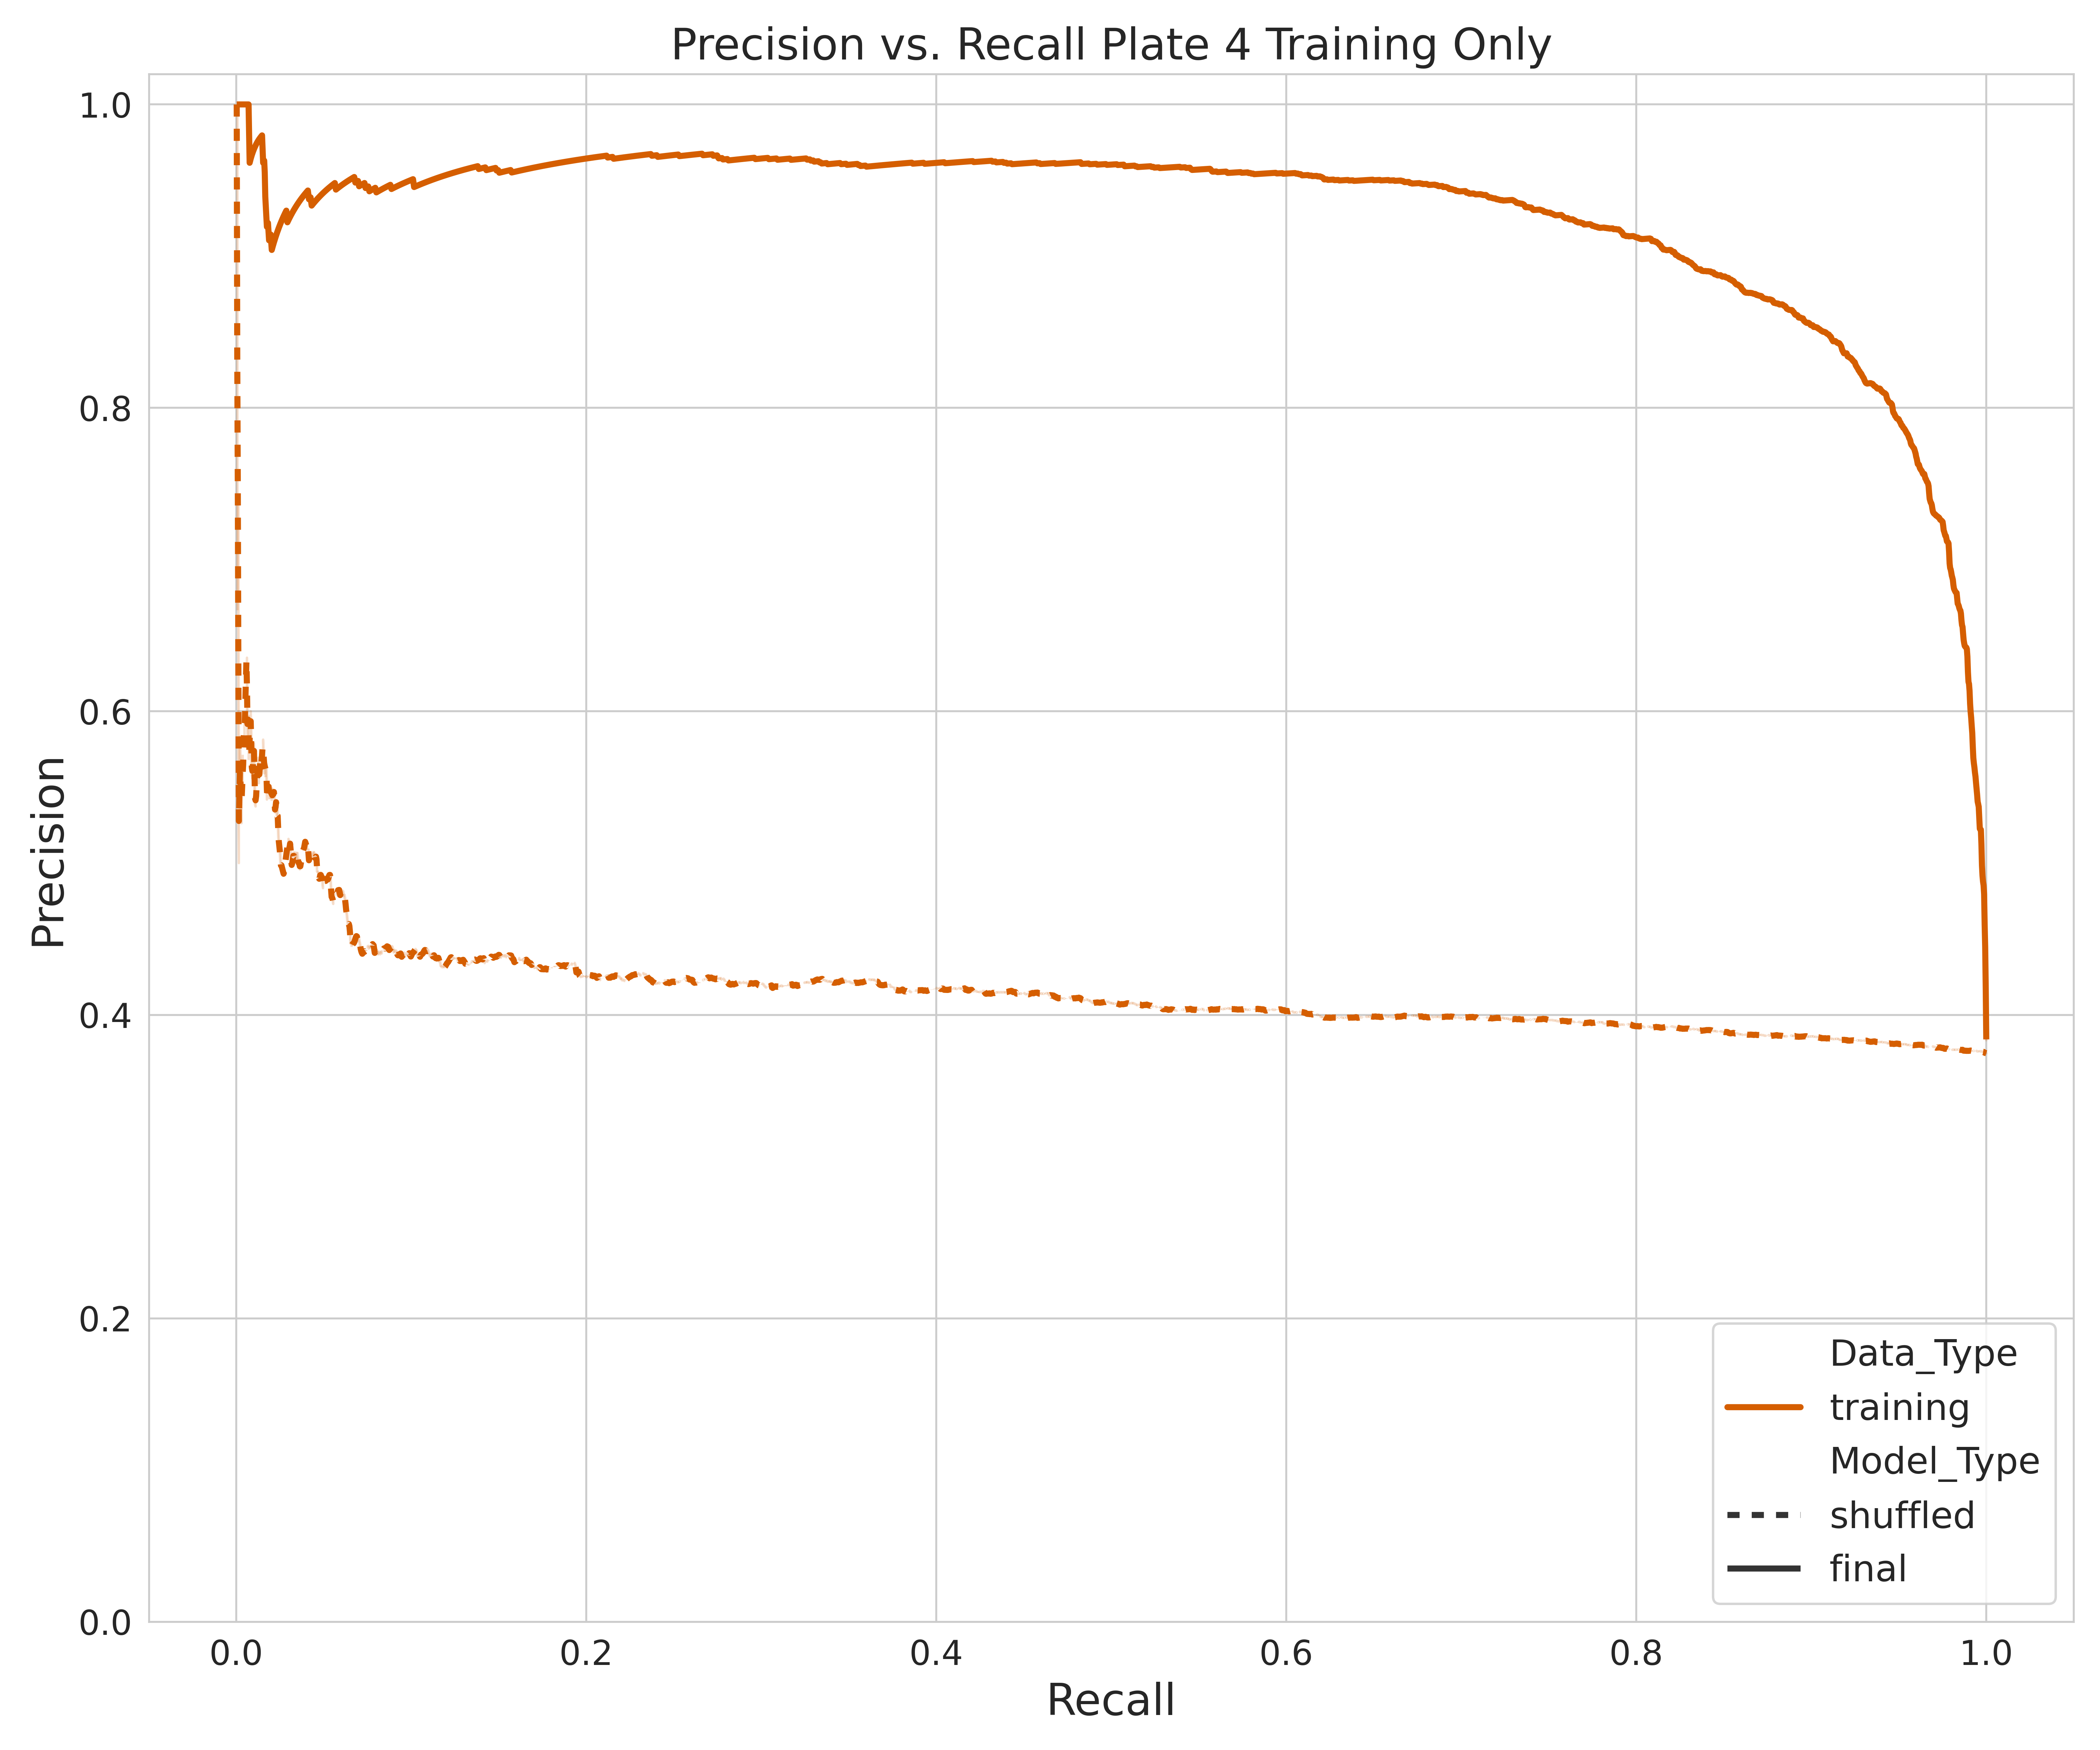 Precision vs. Recall Plate 4 Training Only
1.0
0.8
0.6
0.4
0.2
0.0
Precision
0.0 0.2 0.4 0.6 0.8 1.0
Recall
Data_Type
training
Model_Type
shuffled
final